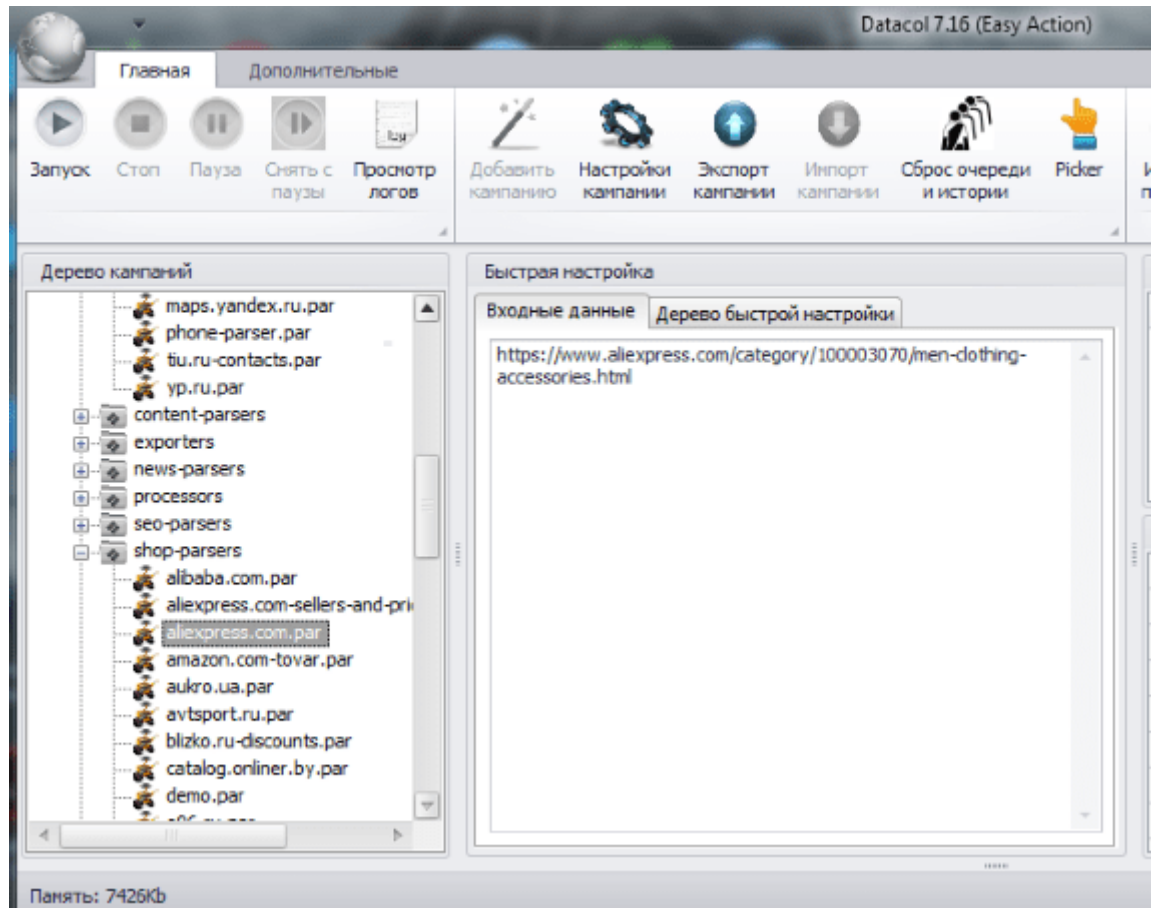 Datacol 7.16 (Easy Action)
Главная Дополнительные
Запуск Стоп Пауза Снять с паузы Просмотр логов Добавить кампанию Настройки кампании Экспорт кампании Импорт кампании Сброс очереди и истории Picker
Дерево кампаний
maps.yandex.ru.par
phone-parser.par
tiu.ru-contacts.par
yp.ru.par
content-parsers
exporters
news-parsers
processors
seo-parsers
shop-parsers
alibaba.com.par
aliexpress.com-sellers-and-pri
aliexpress.com.par
amazon.com-tovar.par
aukro.ua.par
avtsport.ru.par
blizko.ru-discounts.par
catalog.onliner.by.par
demo.par
Быстрая настройка
Входные данные Дерево быстрой настройки
https://www.aliexpress.com/category/100003070/men-clothing-
accessories.html
Память: 7426Kb